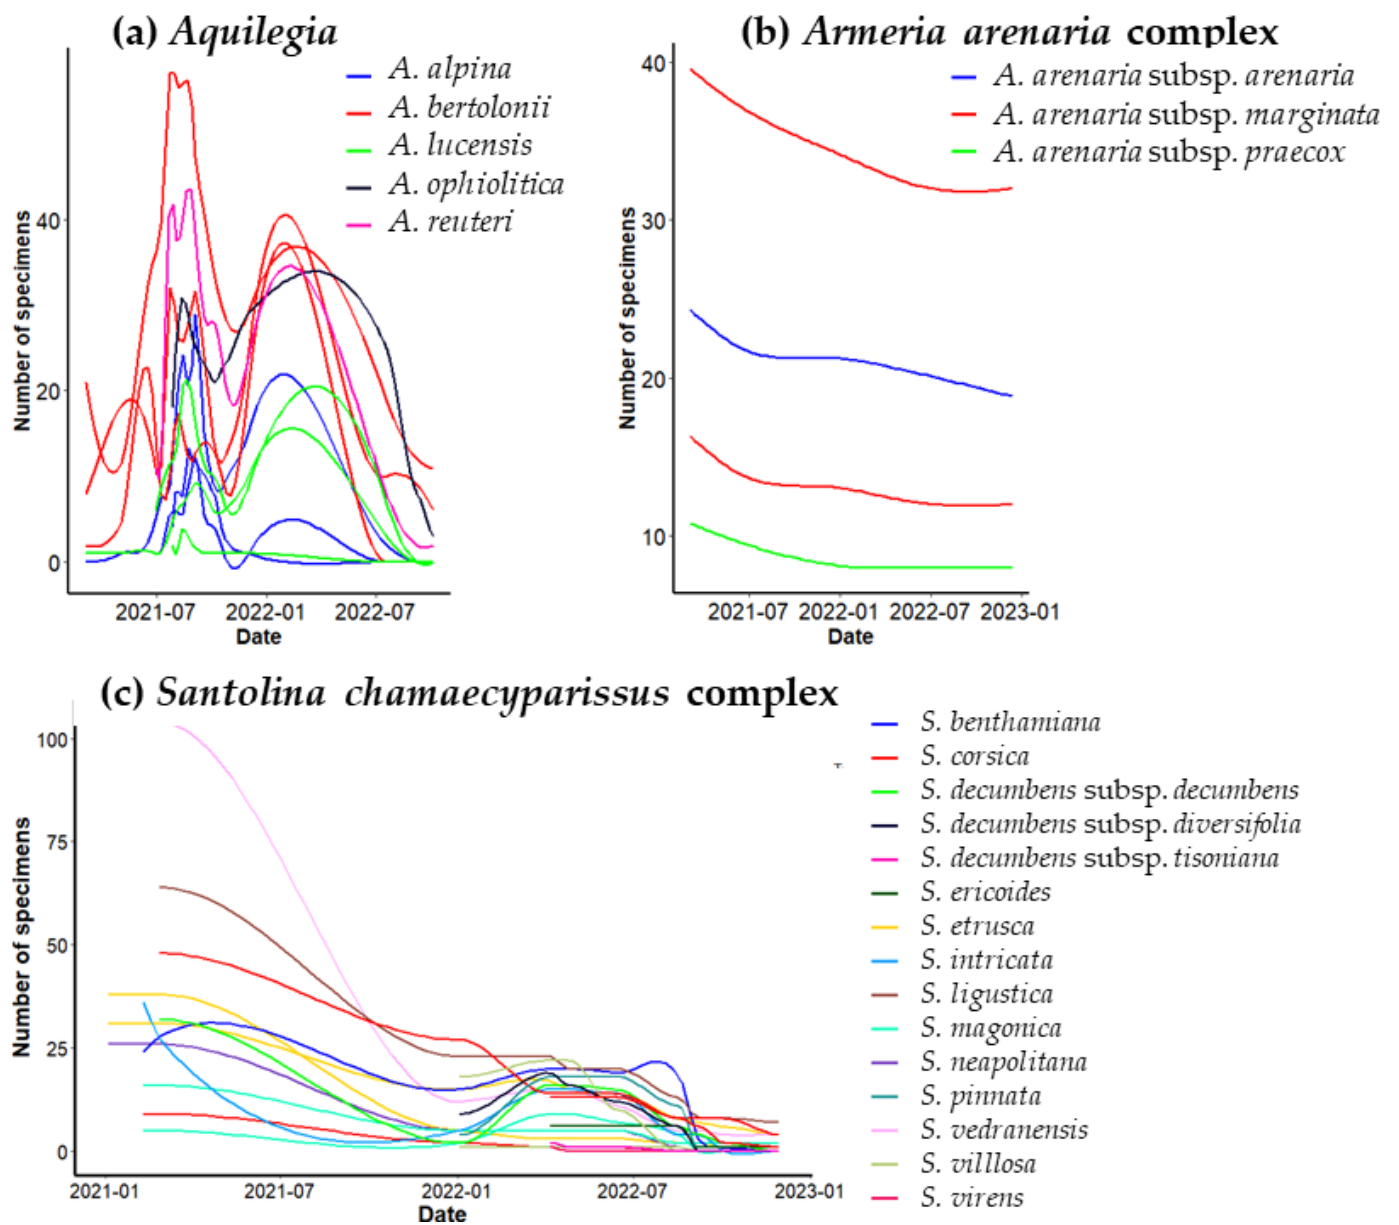 (a) Aquilegia
A. alpina
A. bertolonii
A. lucensis
A. ophiolitica
A. reuteri
Number of specimens
40
20
0
2021-07 2022-01 2022-07
Date
(b) Armeria arenaria complex
A. arenaria subsp. arenaria
A. arenaria subsp. marginata
A. arenaria subsp. praecox
Number of specimens
40
30
20
10
2021-07 2022-01 2022-07 2023-01
Date
(c) Santolina chamaecyparissus complex
Number of specimens
100
75
50
25
0
2021-01 2021-07 2022-01 2022-07 2023-01
Date
S. benthamiana
S. corsica
S. decumbens subsp. decumbens
S. decumbens subsp. diversifolia
S. decumbens subsp. tisoniana
S. ericoides
S. etrusca
S. intricata
S. ligustica
S. magonica
S. neapolitana
S. pinnata
S. vedranensis
S. villlosa
S. virens